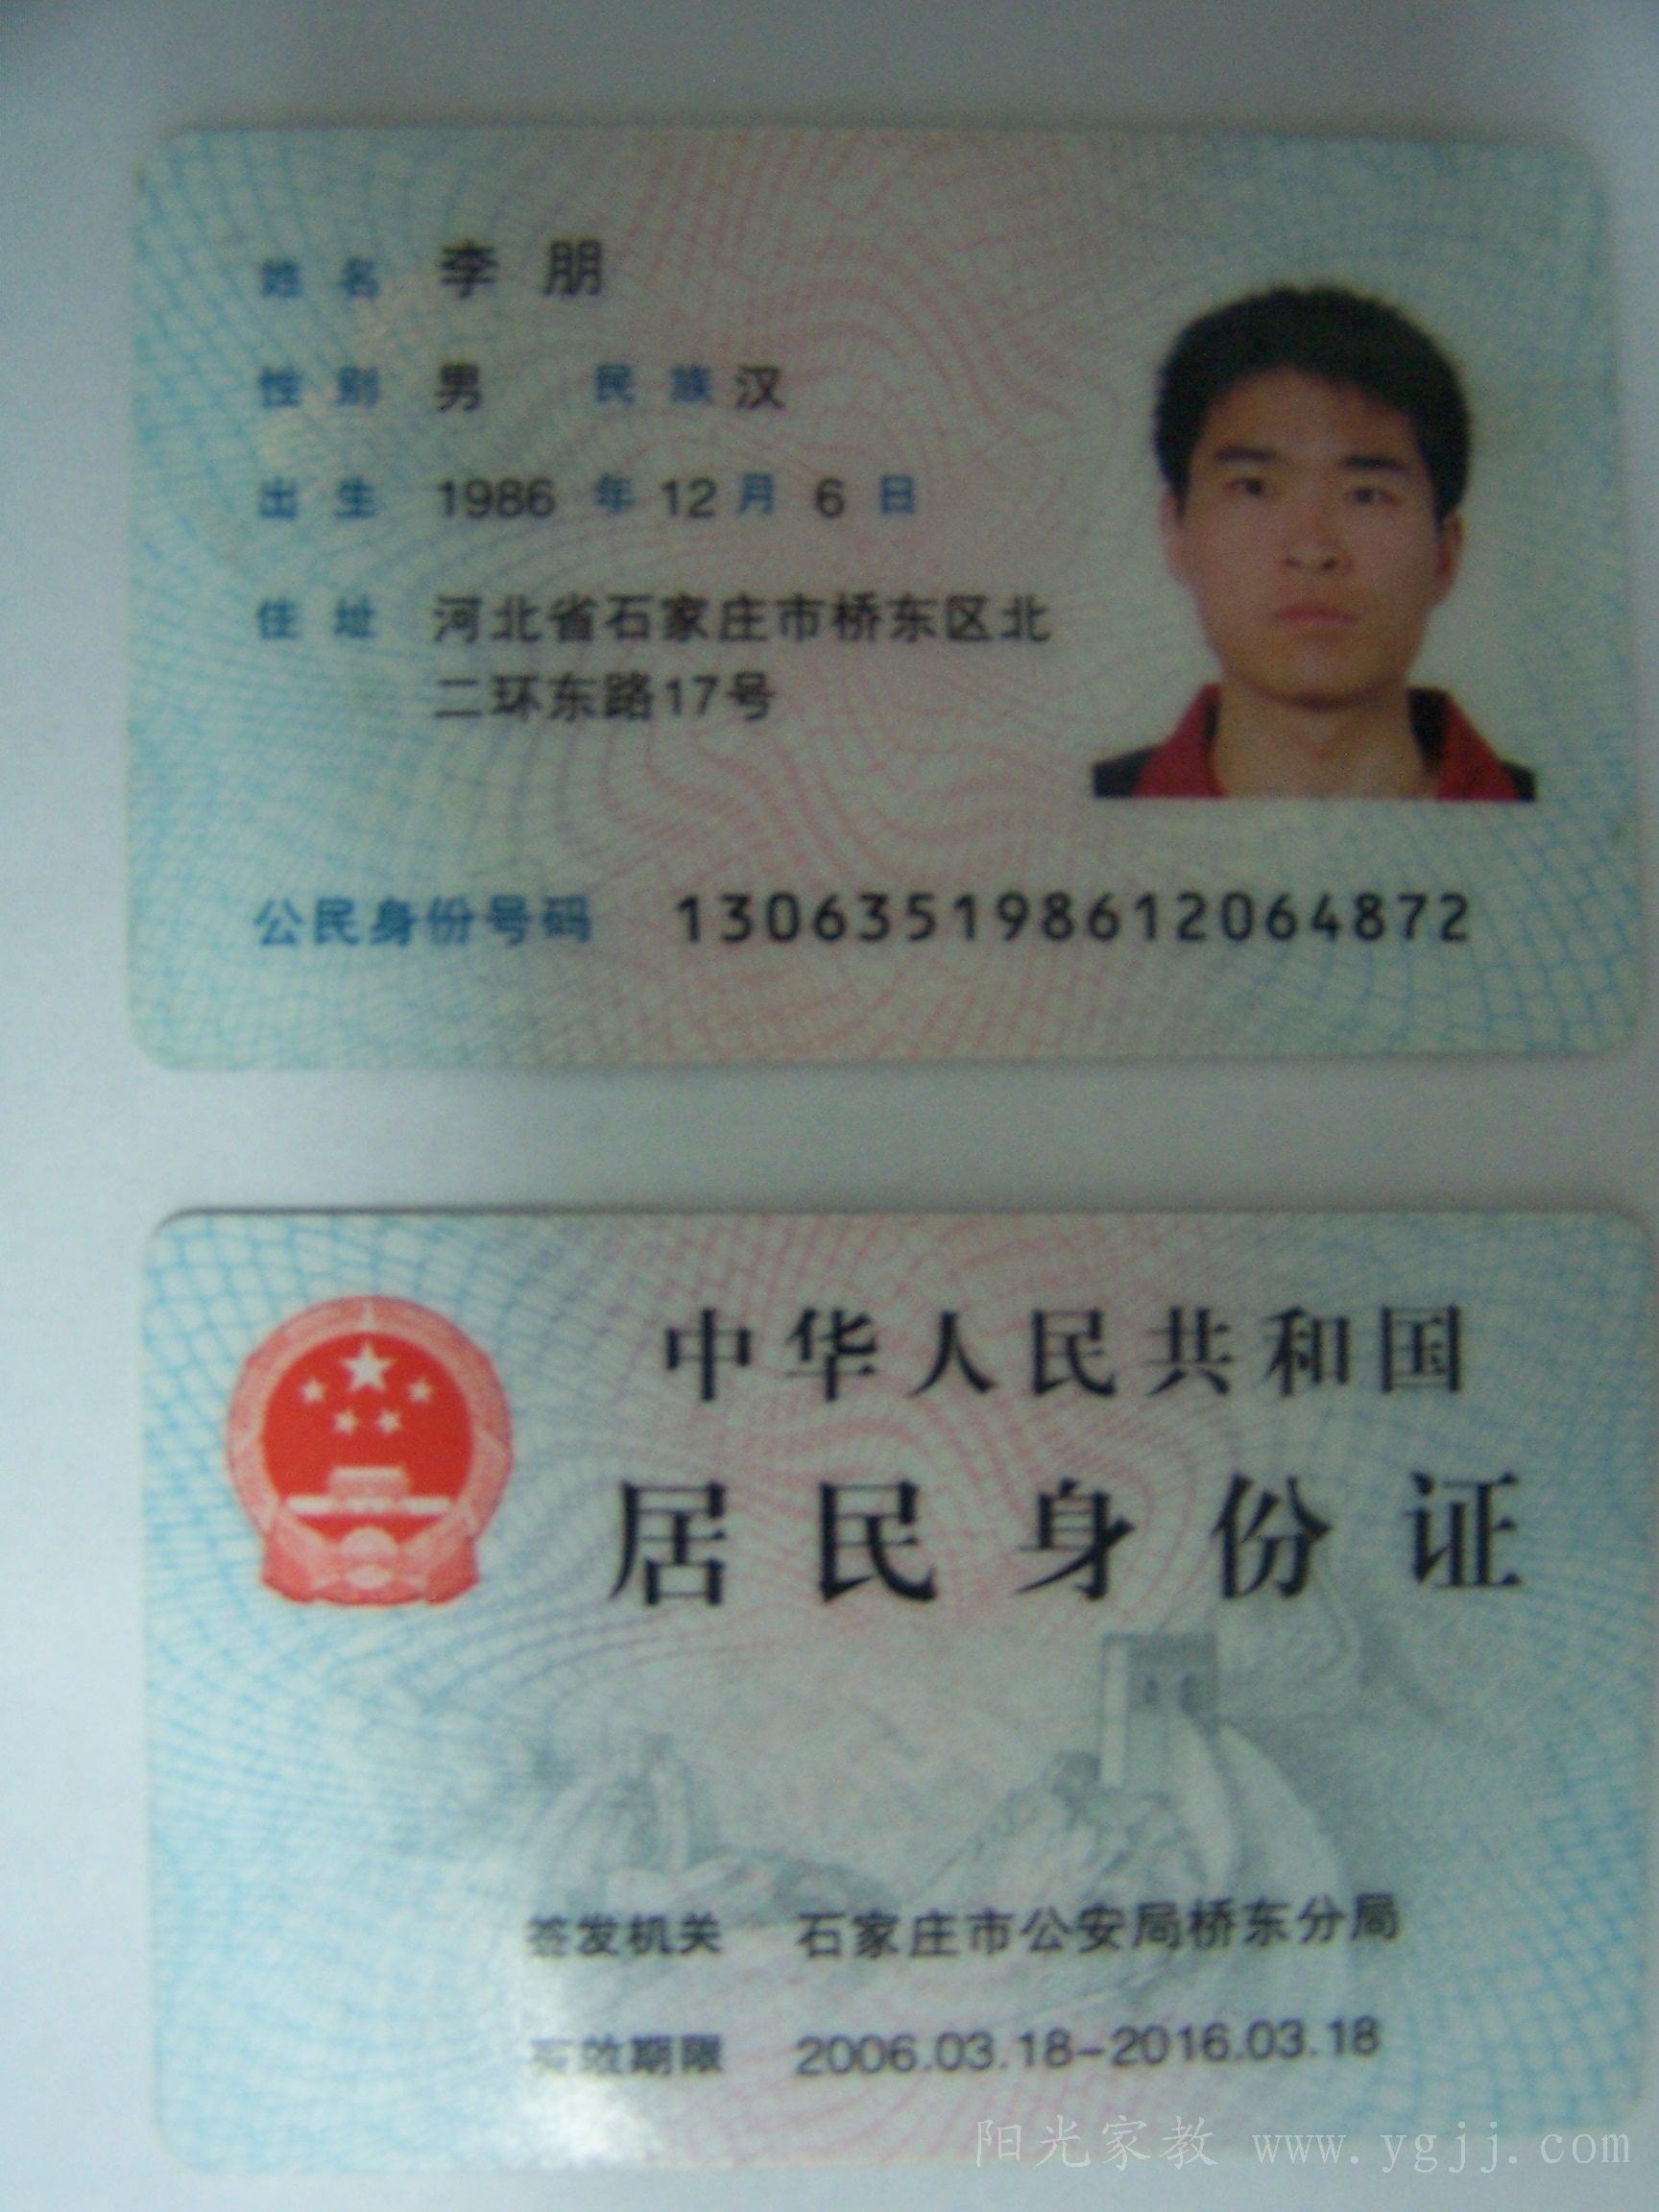 姓名 李朋
性别 男 民族 汉
出生 1986 年 12 月 6 日
住址 河北省石家庄市桥东区北
二环东路17号
公民身份号码 130635198612064872
中华人民共和国
居民身份证
签发机关 石家庄市公安局桥东分局
有效期限 2006.03.18-2016.03.18
阳光家教 www.ygjj.com